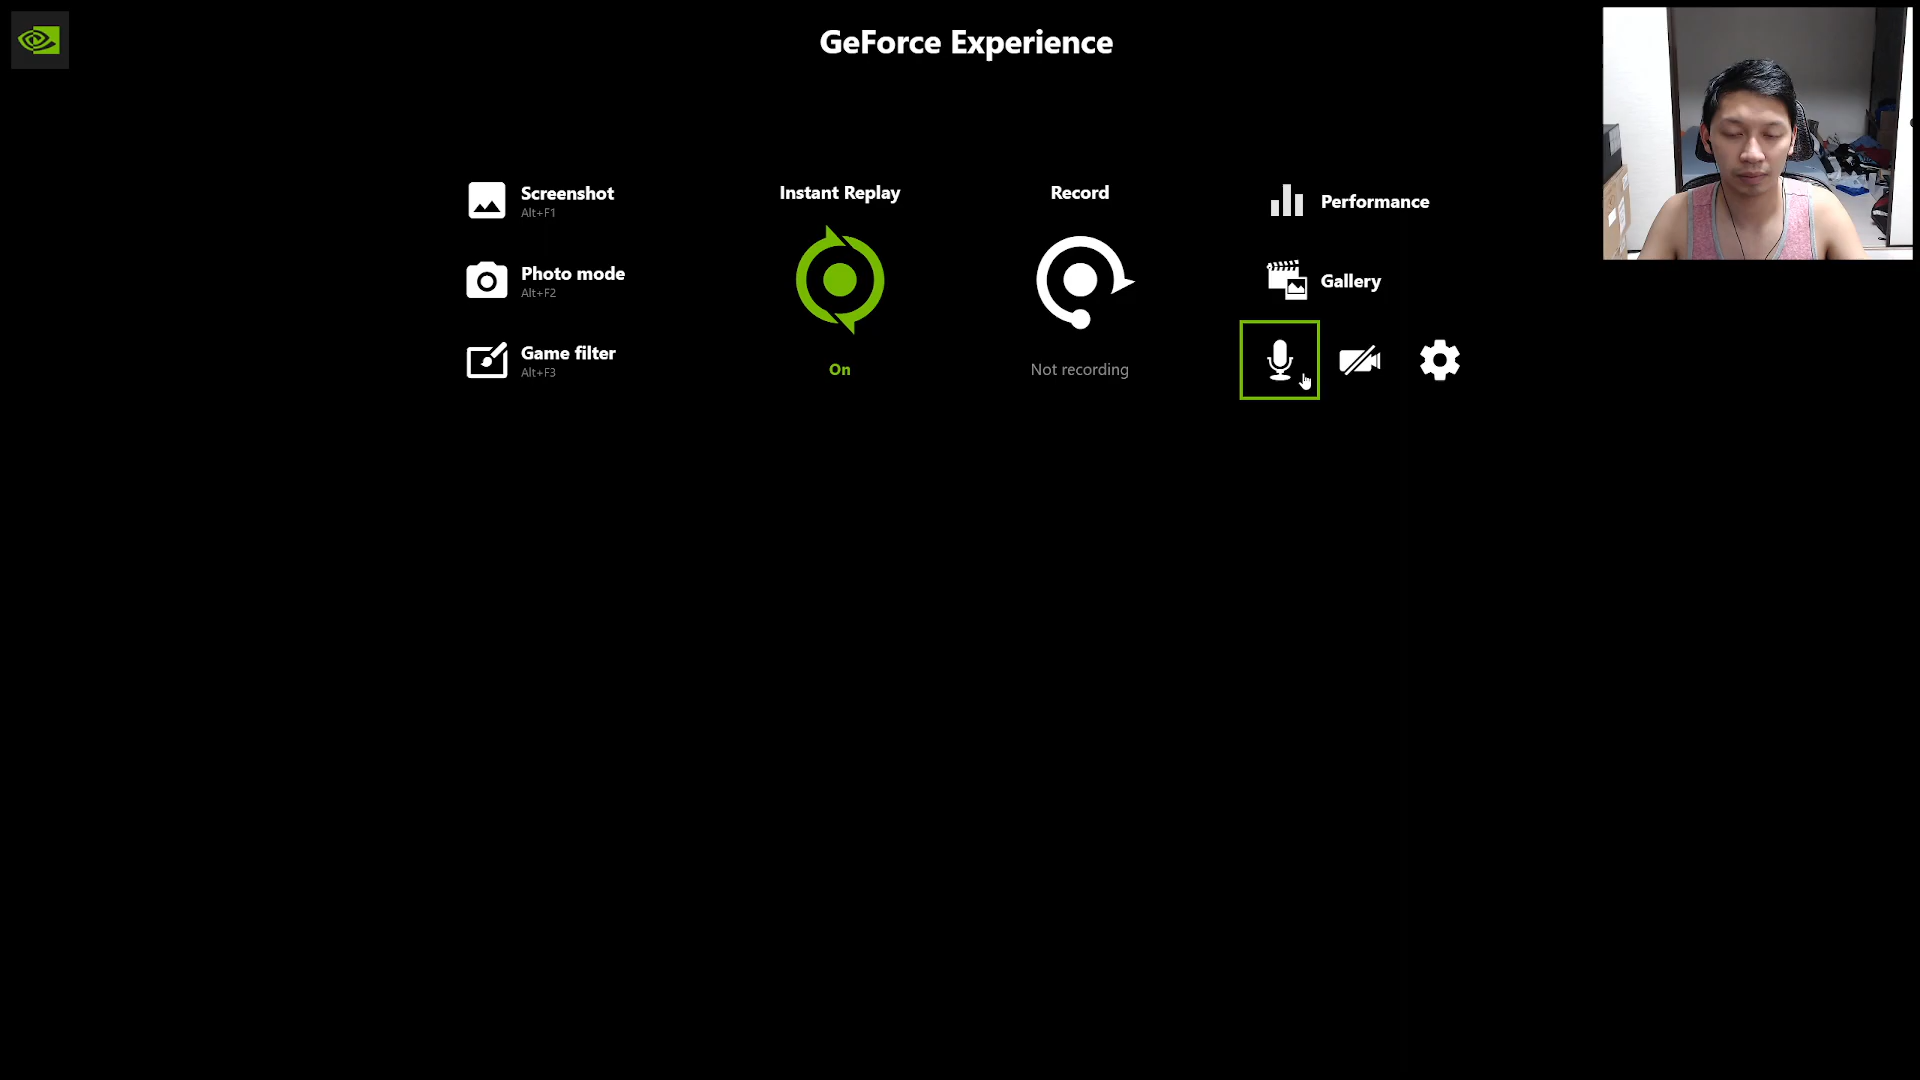 GeForce Experience
Screenshot
Alt+F1
Photo mode
Alt+F2
Game filter
Alt+F3
Instant Replay
On
Record
Not recording
Performance
Gallery